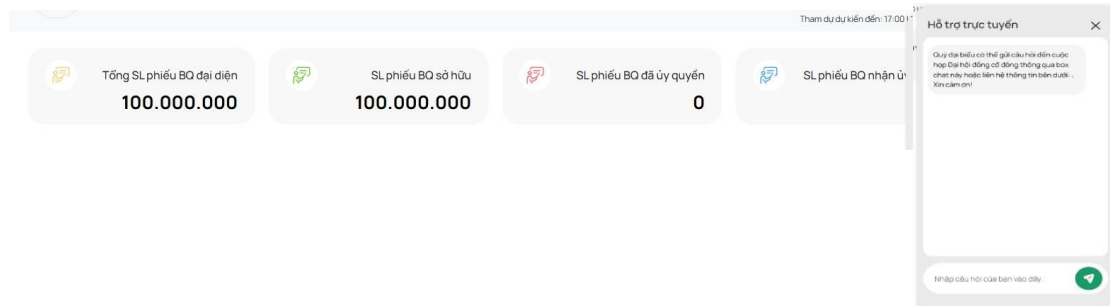 Tham dự dự kiến đến: 17:00
Tổng SL phiếu BQ đại diện
100.000.000
SL phiếu BQ sở hữu
100.000.000
SL phiếu BQ đã ủy quyền
0
SL phiếu BQ nhận
Hỗ trợ trực tuyến
Quý đại biểu có thể gửi câu hỏi đến cuộc
họp Đại hội đồng cổ đông thông qua box
chat này hoặc liên hệ thông tin bên dưới: ..
Xin cảm ơn!
Nhập câu hỏi của bạn vào đây